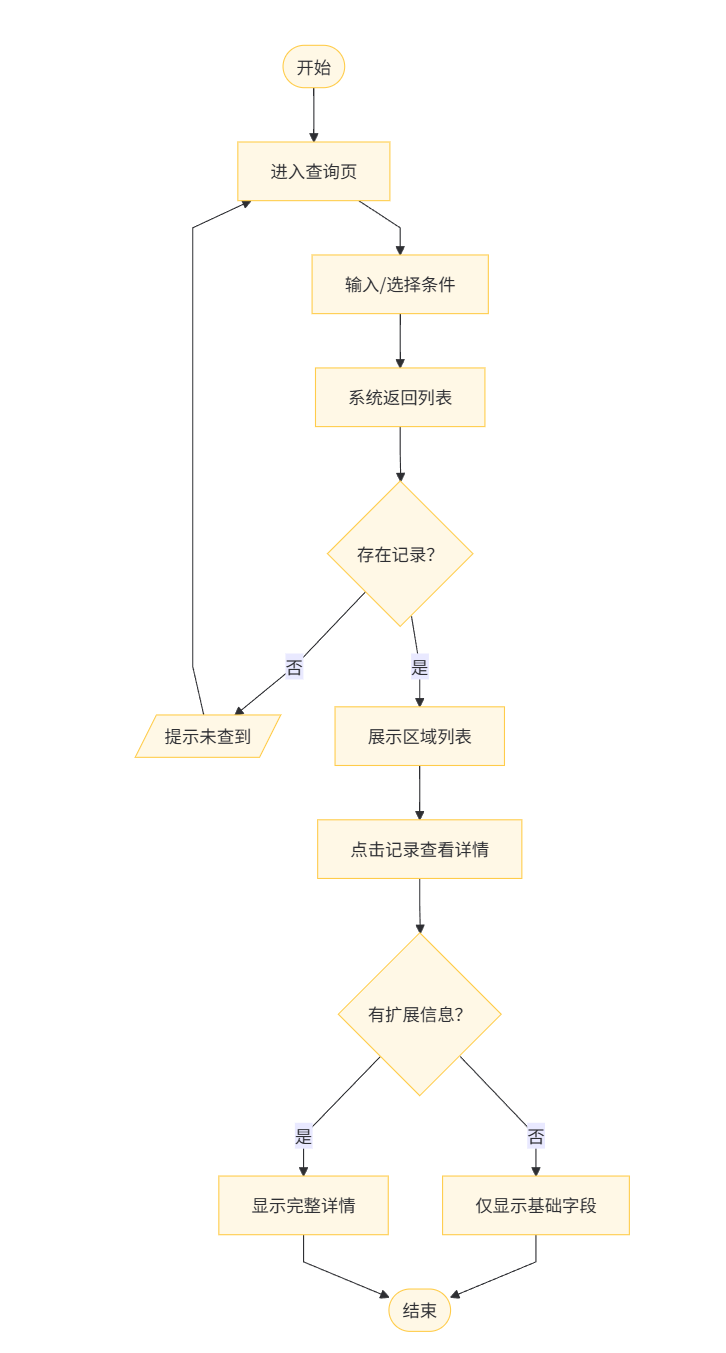 开始
进入查询页
输入/选择条件
系统返回列表
存在记录?
否
是
提示未查到
展示区域列表
点击记录查看详情
有扩展信息?
是
否
显示完整详情
仅显示基础字段
结束